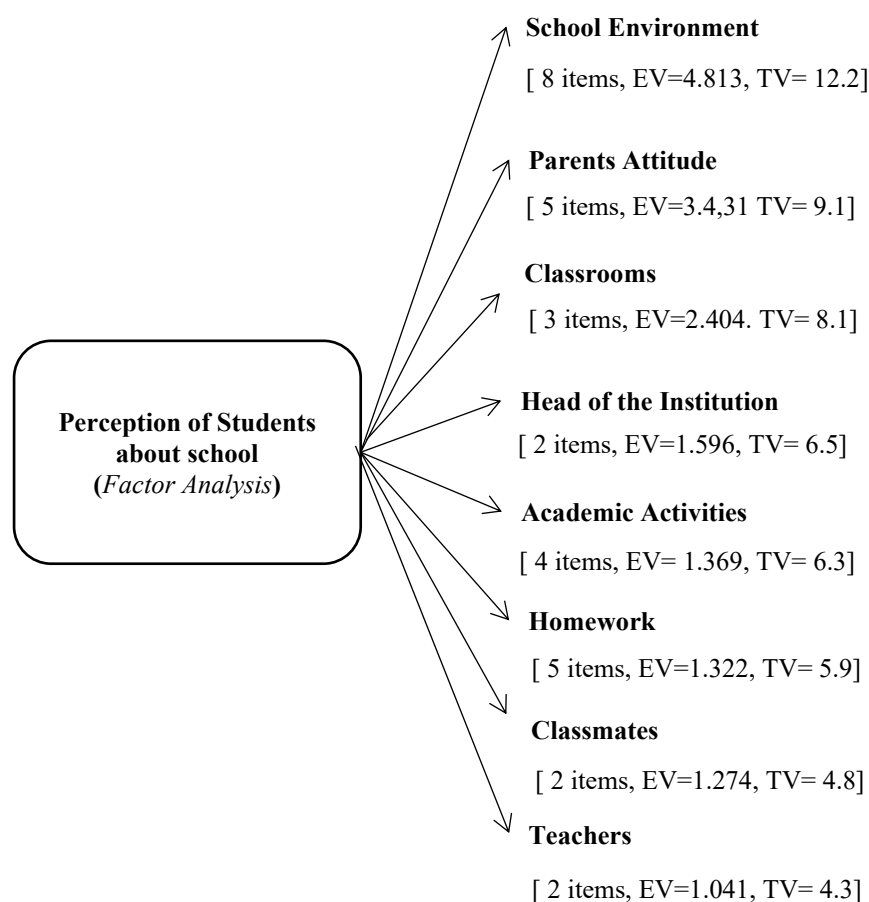 School Environment
[ 8 items, EV=4.813, TV= 12.2]
Parents Attitude
[ 5 items, EV=3.4,31 TV= 9.1]
Classrooms
[ 3 items, EV=2.404. TV= 8.1]
Perception of Students
about school
(Factor Analysis)
Head of the Institution
[ 2 items, EV=1.596, TV= 6.5]
Academic Activities
[ 4 items, EV= 1.369, TV= 6.3]
Homework
[ 5 items, EV=1.322, TV= 5.9]
Classmates
[ 2 items, EV=1.274, TV= 4.8]
Teachers
[ 2 items, EV=1.041, TV= 4.3]